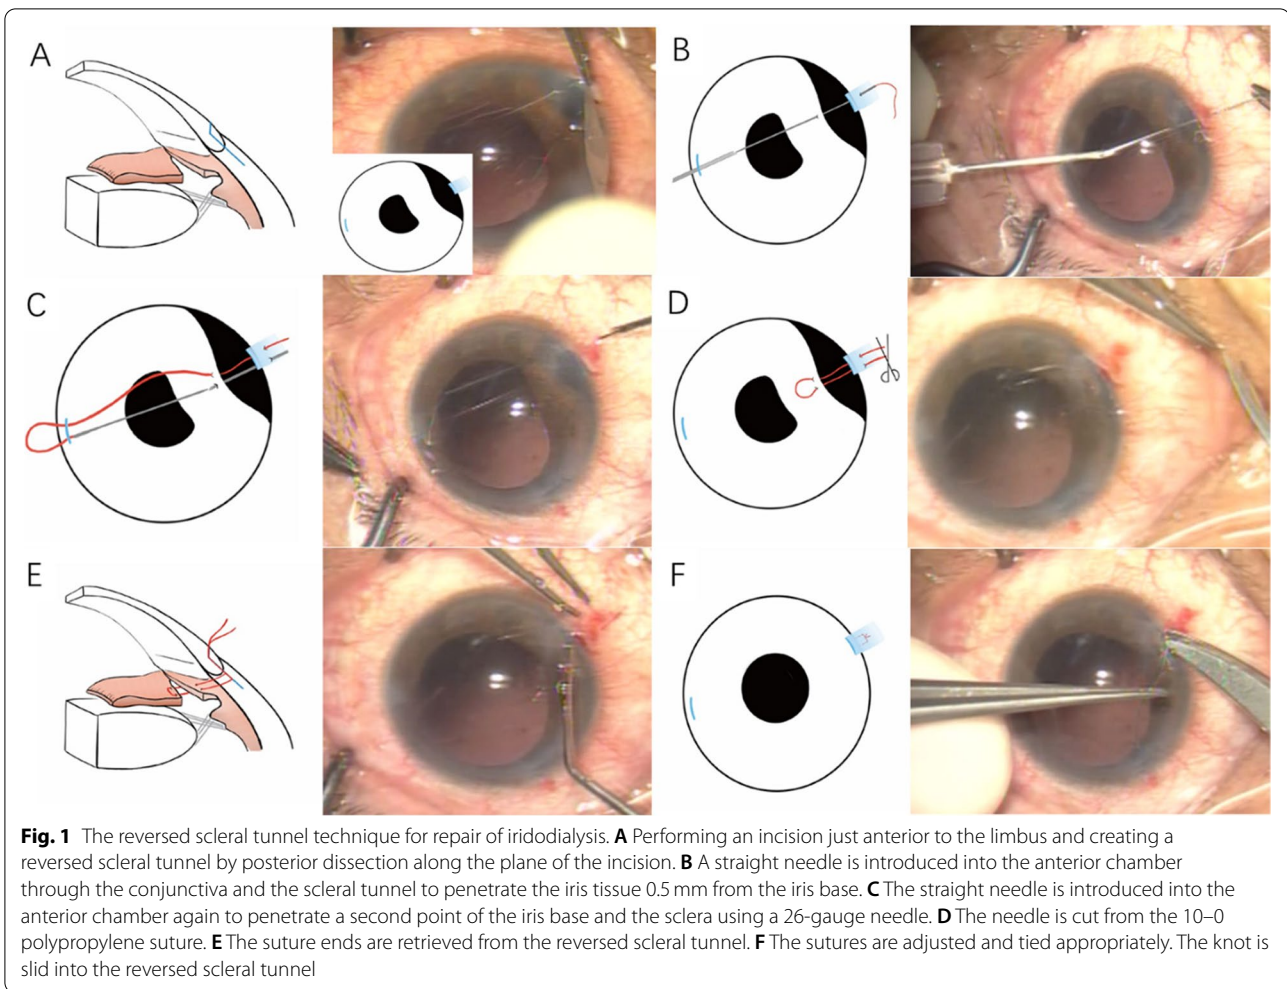 A
B
C
D
E
F
Fig. 1 The reversed scleral tunnel technique for repair of iridodialysis. A Performing an incision just anterior to the limbus and creating a
reversed scleral tunnel by posterior dissection along the plane of the incision. B A straight needle is introduced into the anterior chamber
through the conjunctiva and the scleral tunnel to penetrate the iris tissue 0.5 mm from the iris base. C The straight needle is introduced into the
anterior chamber again to penetrate a second point of the iris base and the sclera using a 26-gauge needle. D The needle is cut from the 10–0
polypropylene suture. E The suture ends are retrieved from the reversed scleral tunnel. F The sutures are adjusted and tied appropriately. The knot is
slid into the reversed scleral tunnel